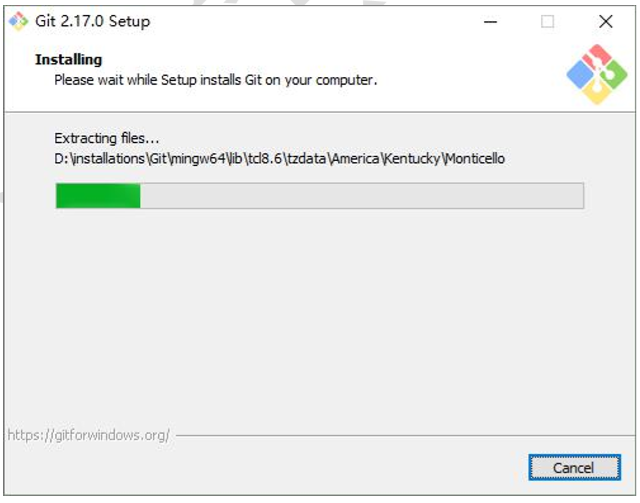 Git 2.17.0 Setup
Installing
Please wait while Setup installs Git on your computer.
Extracting files...
D:\installations\Git\mingw64\lib\tcl8.6\tzdata\America\Kentucky\Monticello
https://gitforwindows.org/
Cancel